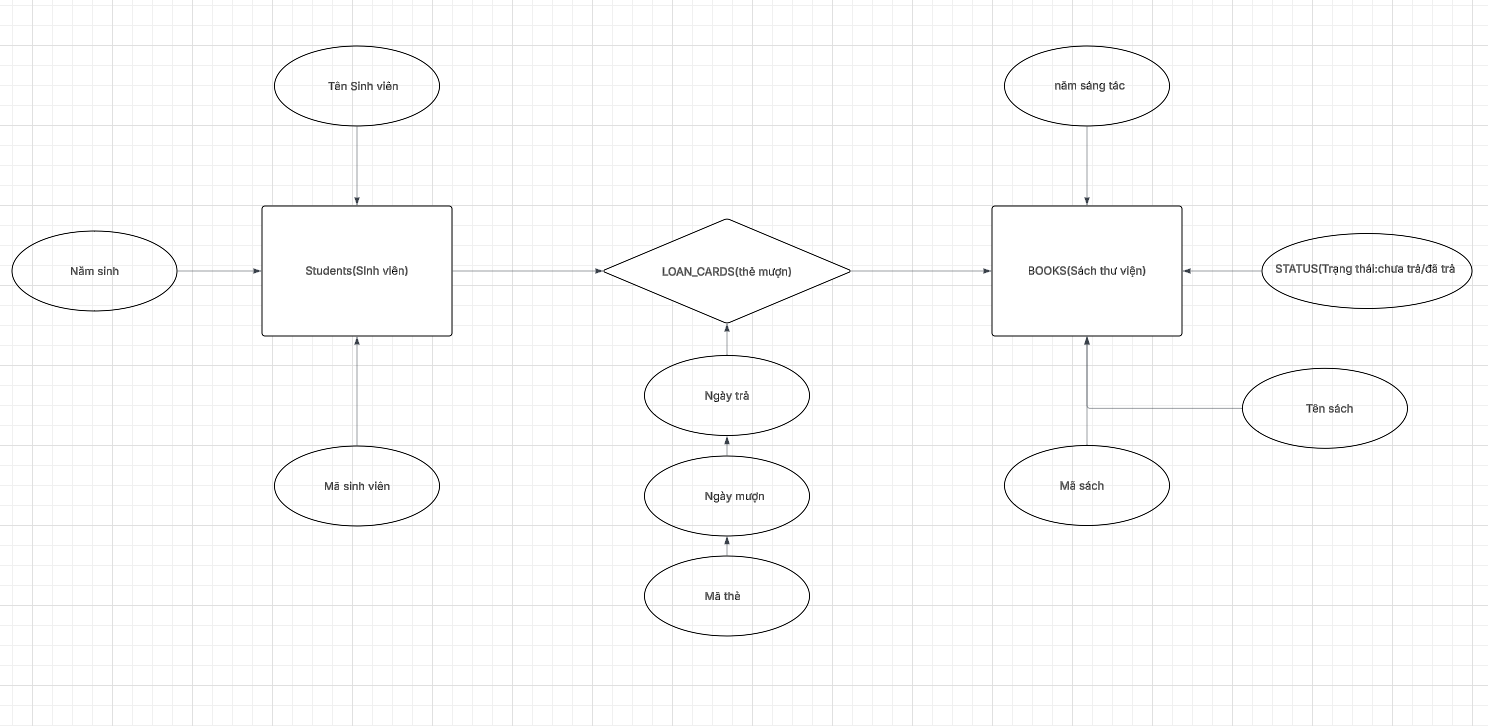 Tên Sinh viên
năm sáng tác
Năm sinh
Students(Sinh viên)
LOAN_CARDS(thẻ mượn)
BOOKS(Sách thư viện)
STATUS(Trạng thái:chưa trả/đã trả
Ngày trả
Tên sách
Mã sinh viên
Ngày mượn
Mã sách
Mã thẻ